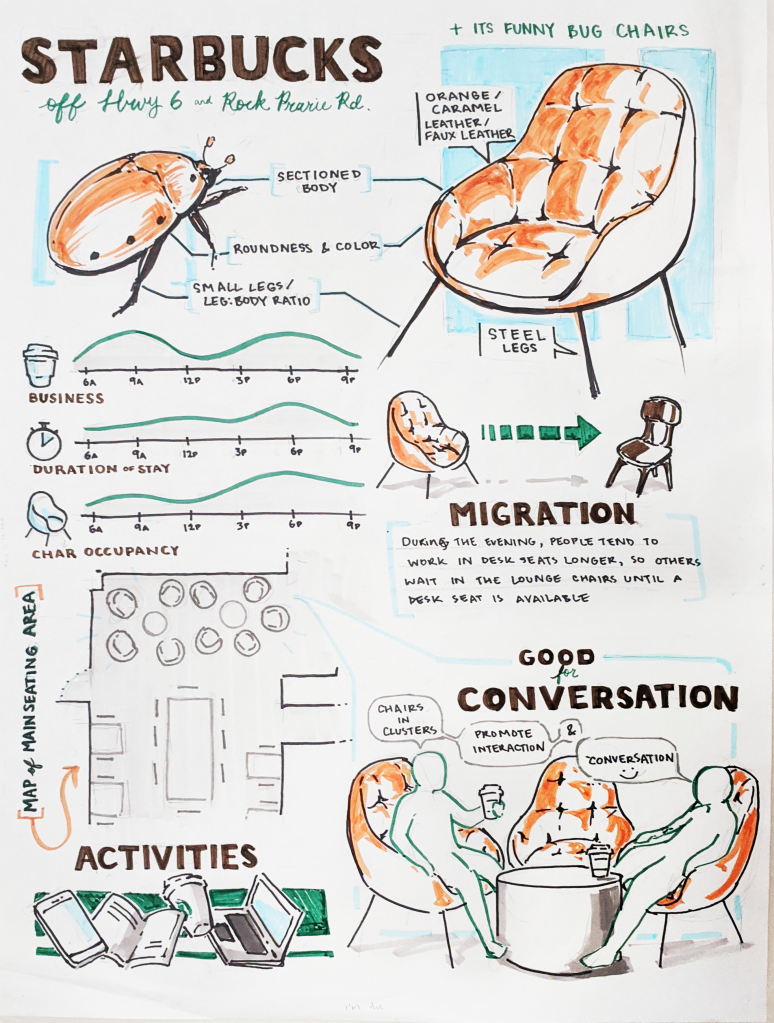 + ITS FUNNY BUG CHAIRS
STARBUCKS
off Hwy 6 and Rock Prarie Rd.
ORANGE/
CARAMEL
LEATHER/
FAUX LEATHER
SECTIONED
BODY
ROUNDNESS & COLOR
SMALL LEGS/
LEG:BODY RATIO
STEEL
LEGS
6A 9A 12P 3P 6P 9P
BUSINESS
6A 9A 12P 3P 6P 9P
DURATION OF STAY
6A 9A 12P 3P 6P 9P
CHAR OCCUPANCY
MIGRATION
DURING THE EVENING, PEOPLE TEND TO
WORK IN DESK SEATS LONGER, SO OTHERS
WAIT IN THE LOUNGE CHAIRS UNTIL A
DESK SEAT IS AVAILABLE
MAP of MAIN SEATING AREA
GOOD
for
CONVERSATION
CHAIRS
IN
CLUSTERS
PROMOTE
INTERACTION
&
CONVERSATION
ACTIVITIES